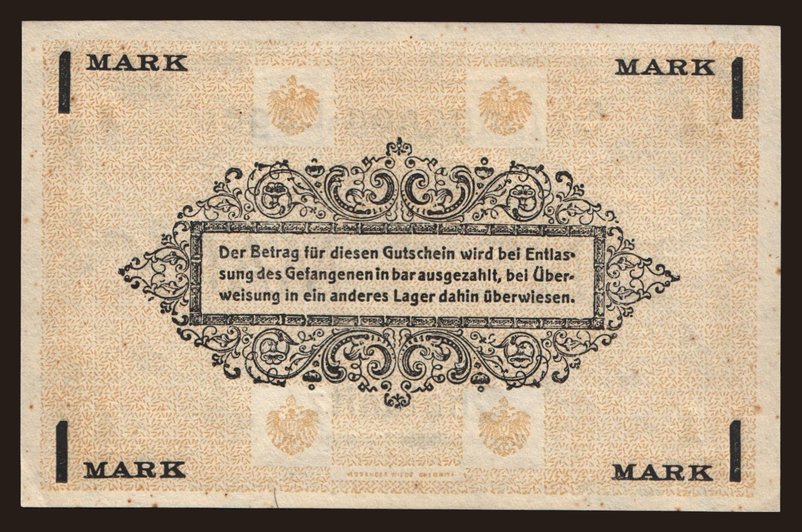 1 MARK
MARK 1
Der Betrag für diesen Gutschein wird bei Entlas-
sung des Gefangenen in bar ausgezahlt, bei Über-
weisung in ein anderes Lager dahin überwiesen.
1 MARK
MARK 1